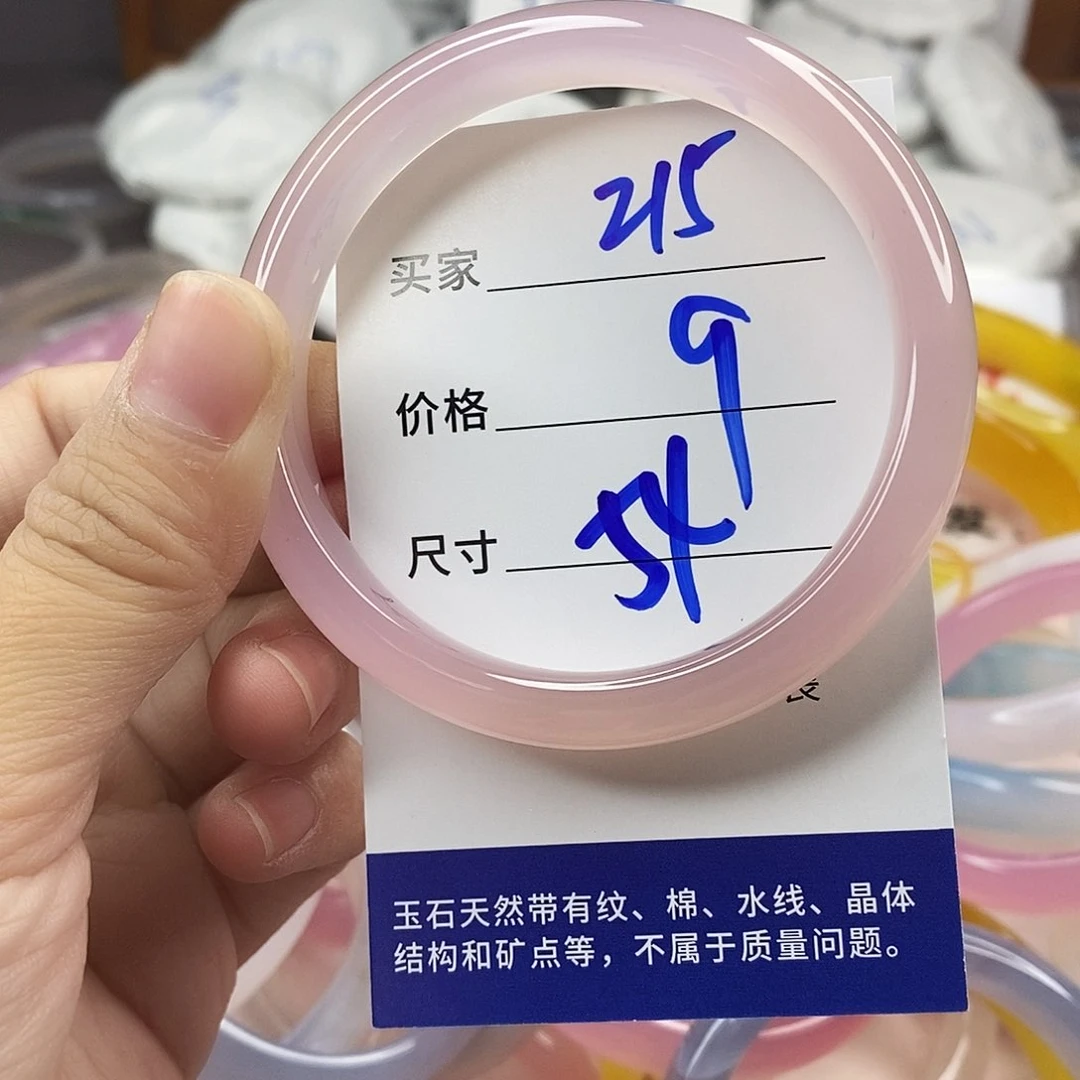 买家 215
价格 9
尺寸 54
玉石天然带有纹、棉、水线、晶体
结构和矿点等，不属于质量问题。